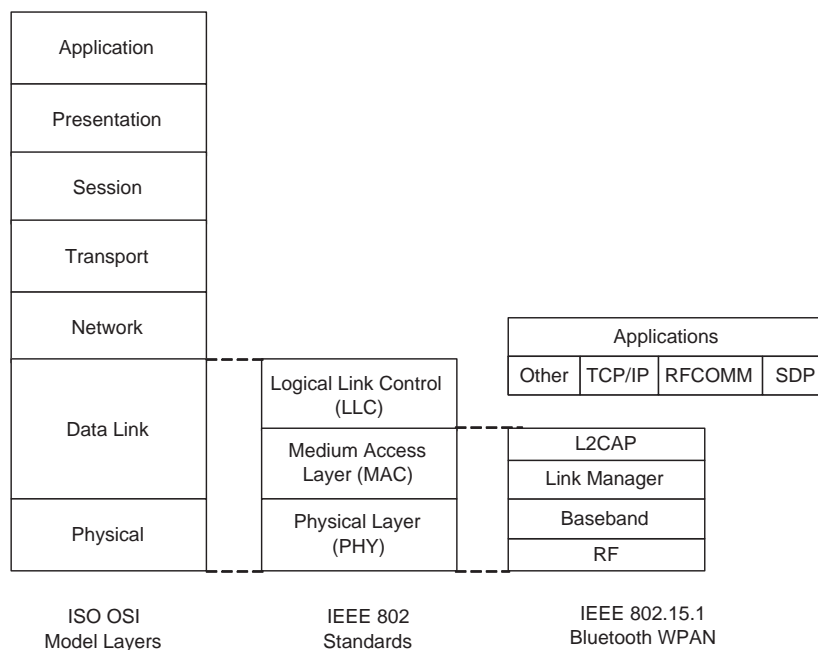 Application
Presentation
Session
Transport
Network
Data Link
Physical
ISO OSI
Model Layers
Logical Link Control
(LLC)
Medium Access
Layer (MAC)
Physical Layer
(PHY)
IEEE 802
Standards
Applications
Other TCP/IP RFCOMM SDP
L2CAP
Link Manager
Baseband
RF
IEEE 802.15.1
Bluetooth WPAN